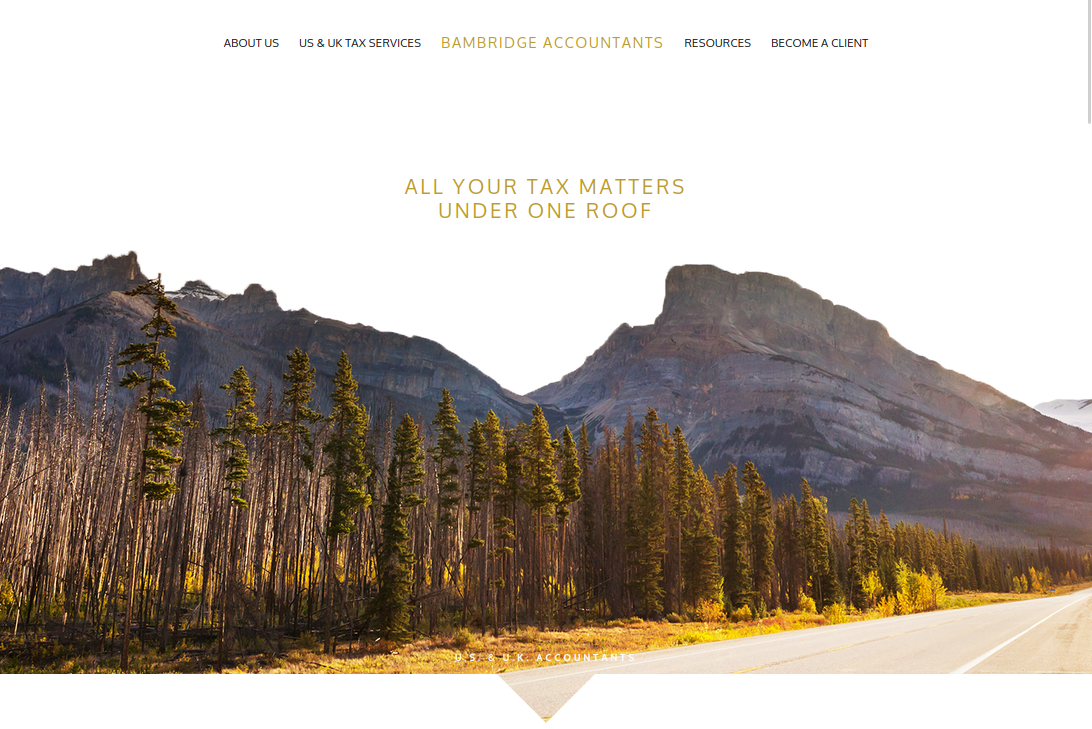 ABOUT US
US & UK TAX SERVICES
BAMBRIDGE ACCOUNTANTS
RESOURCES
BECOME A CLIENT
ALL YOUR TAX MATTERS
UNDER ONE ROOF
U.S. & U.K. ACCOUNTANTS